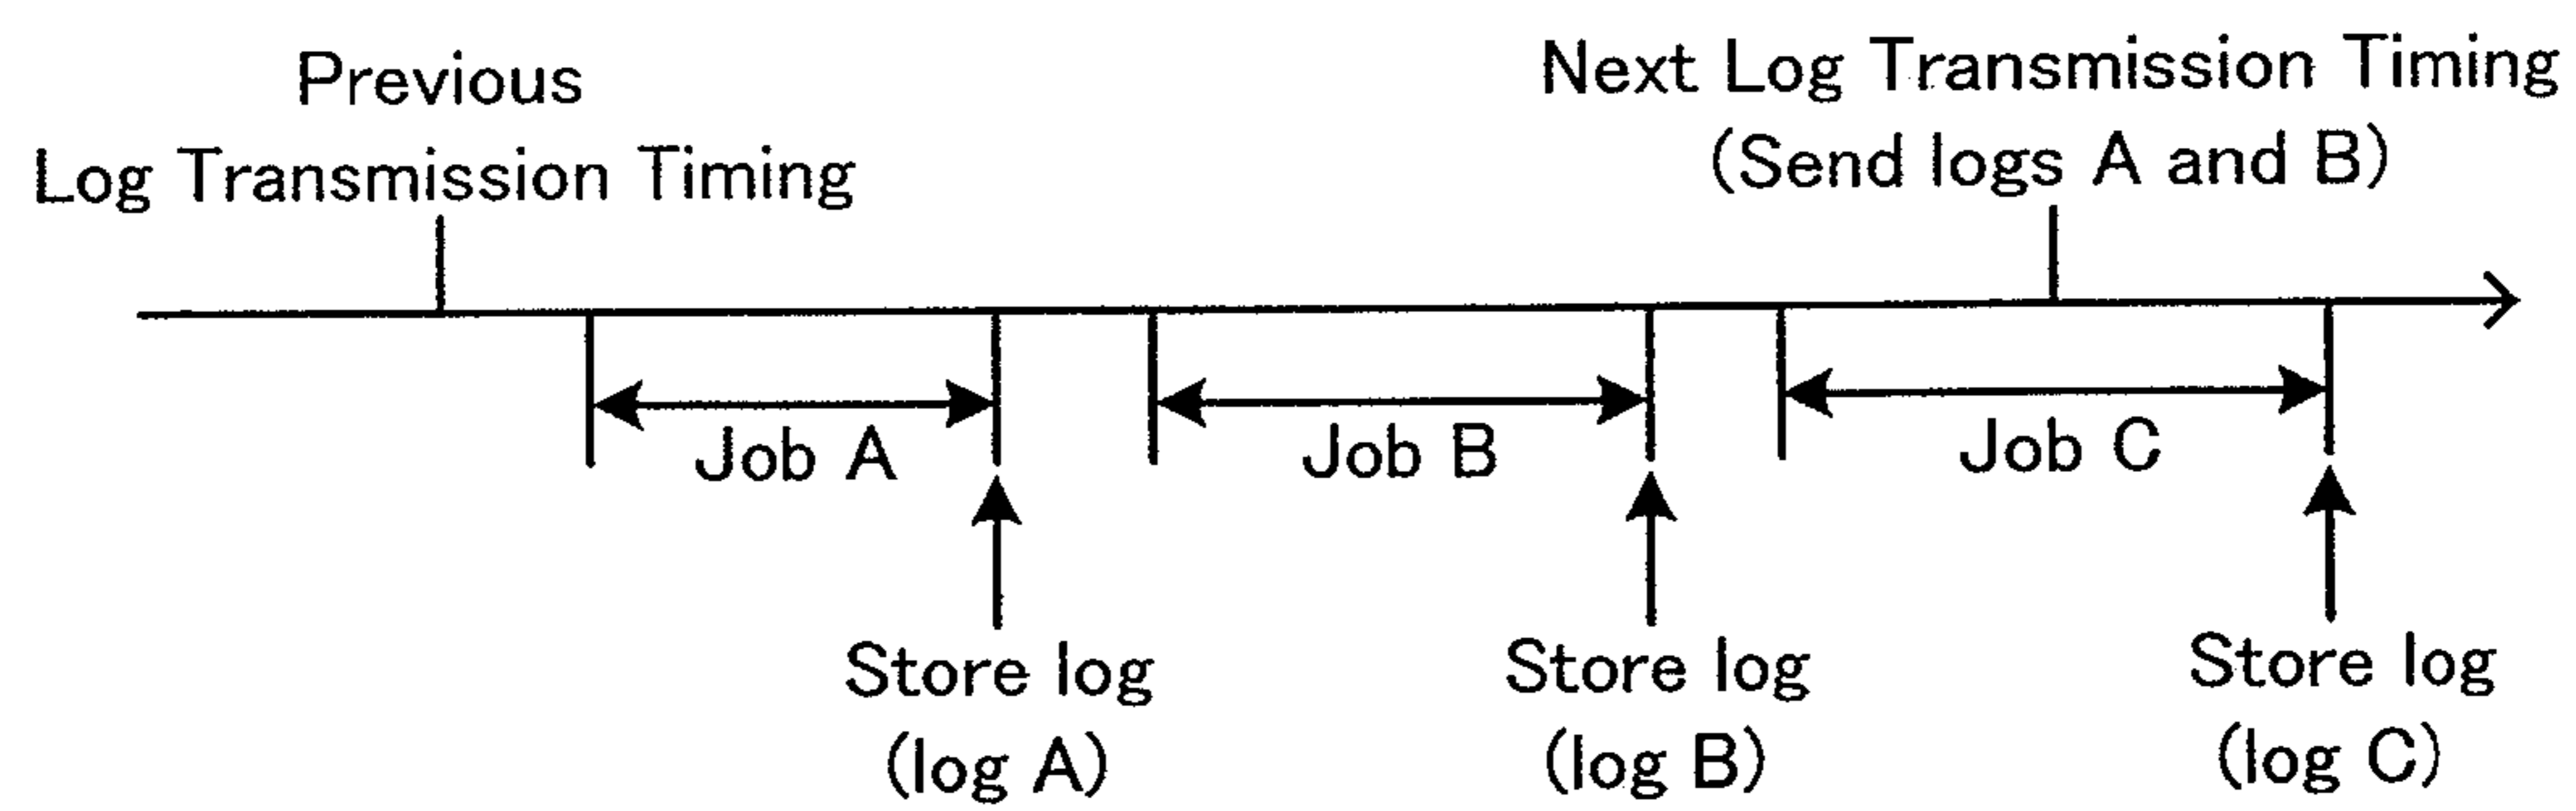 Previous
Log Transmission Timing
Next Log Transmission Timing
(Send logs A and B)
Job A
Job B
Job C
Store log
(log A)
Store log
(log B)
Store log
(log C)